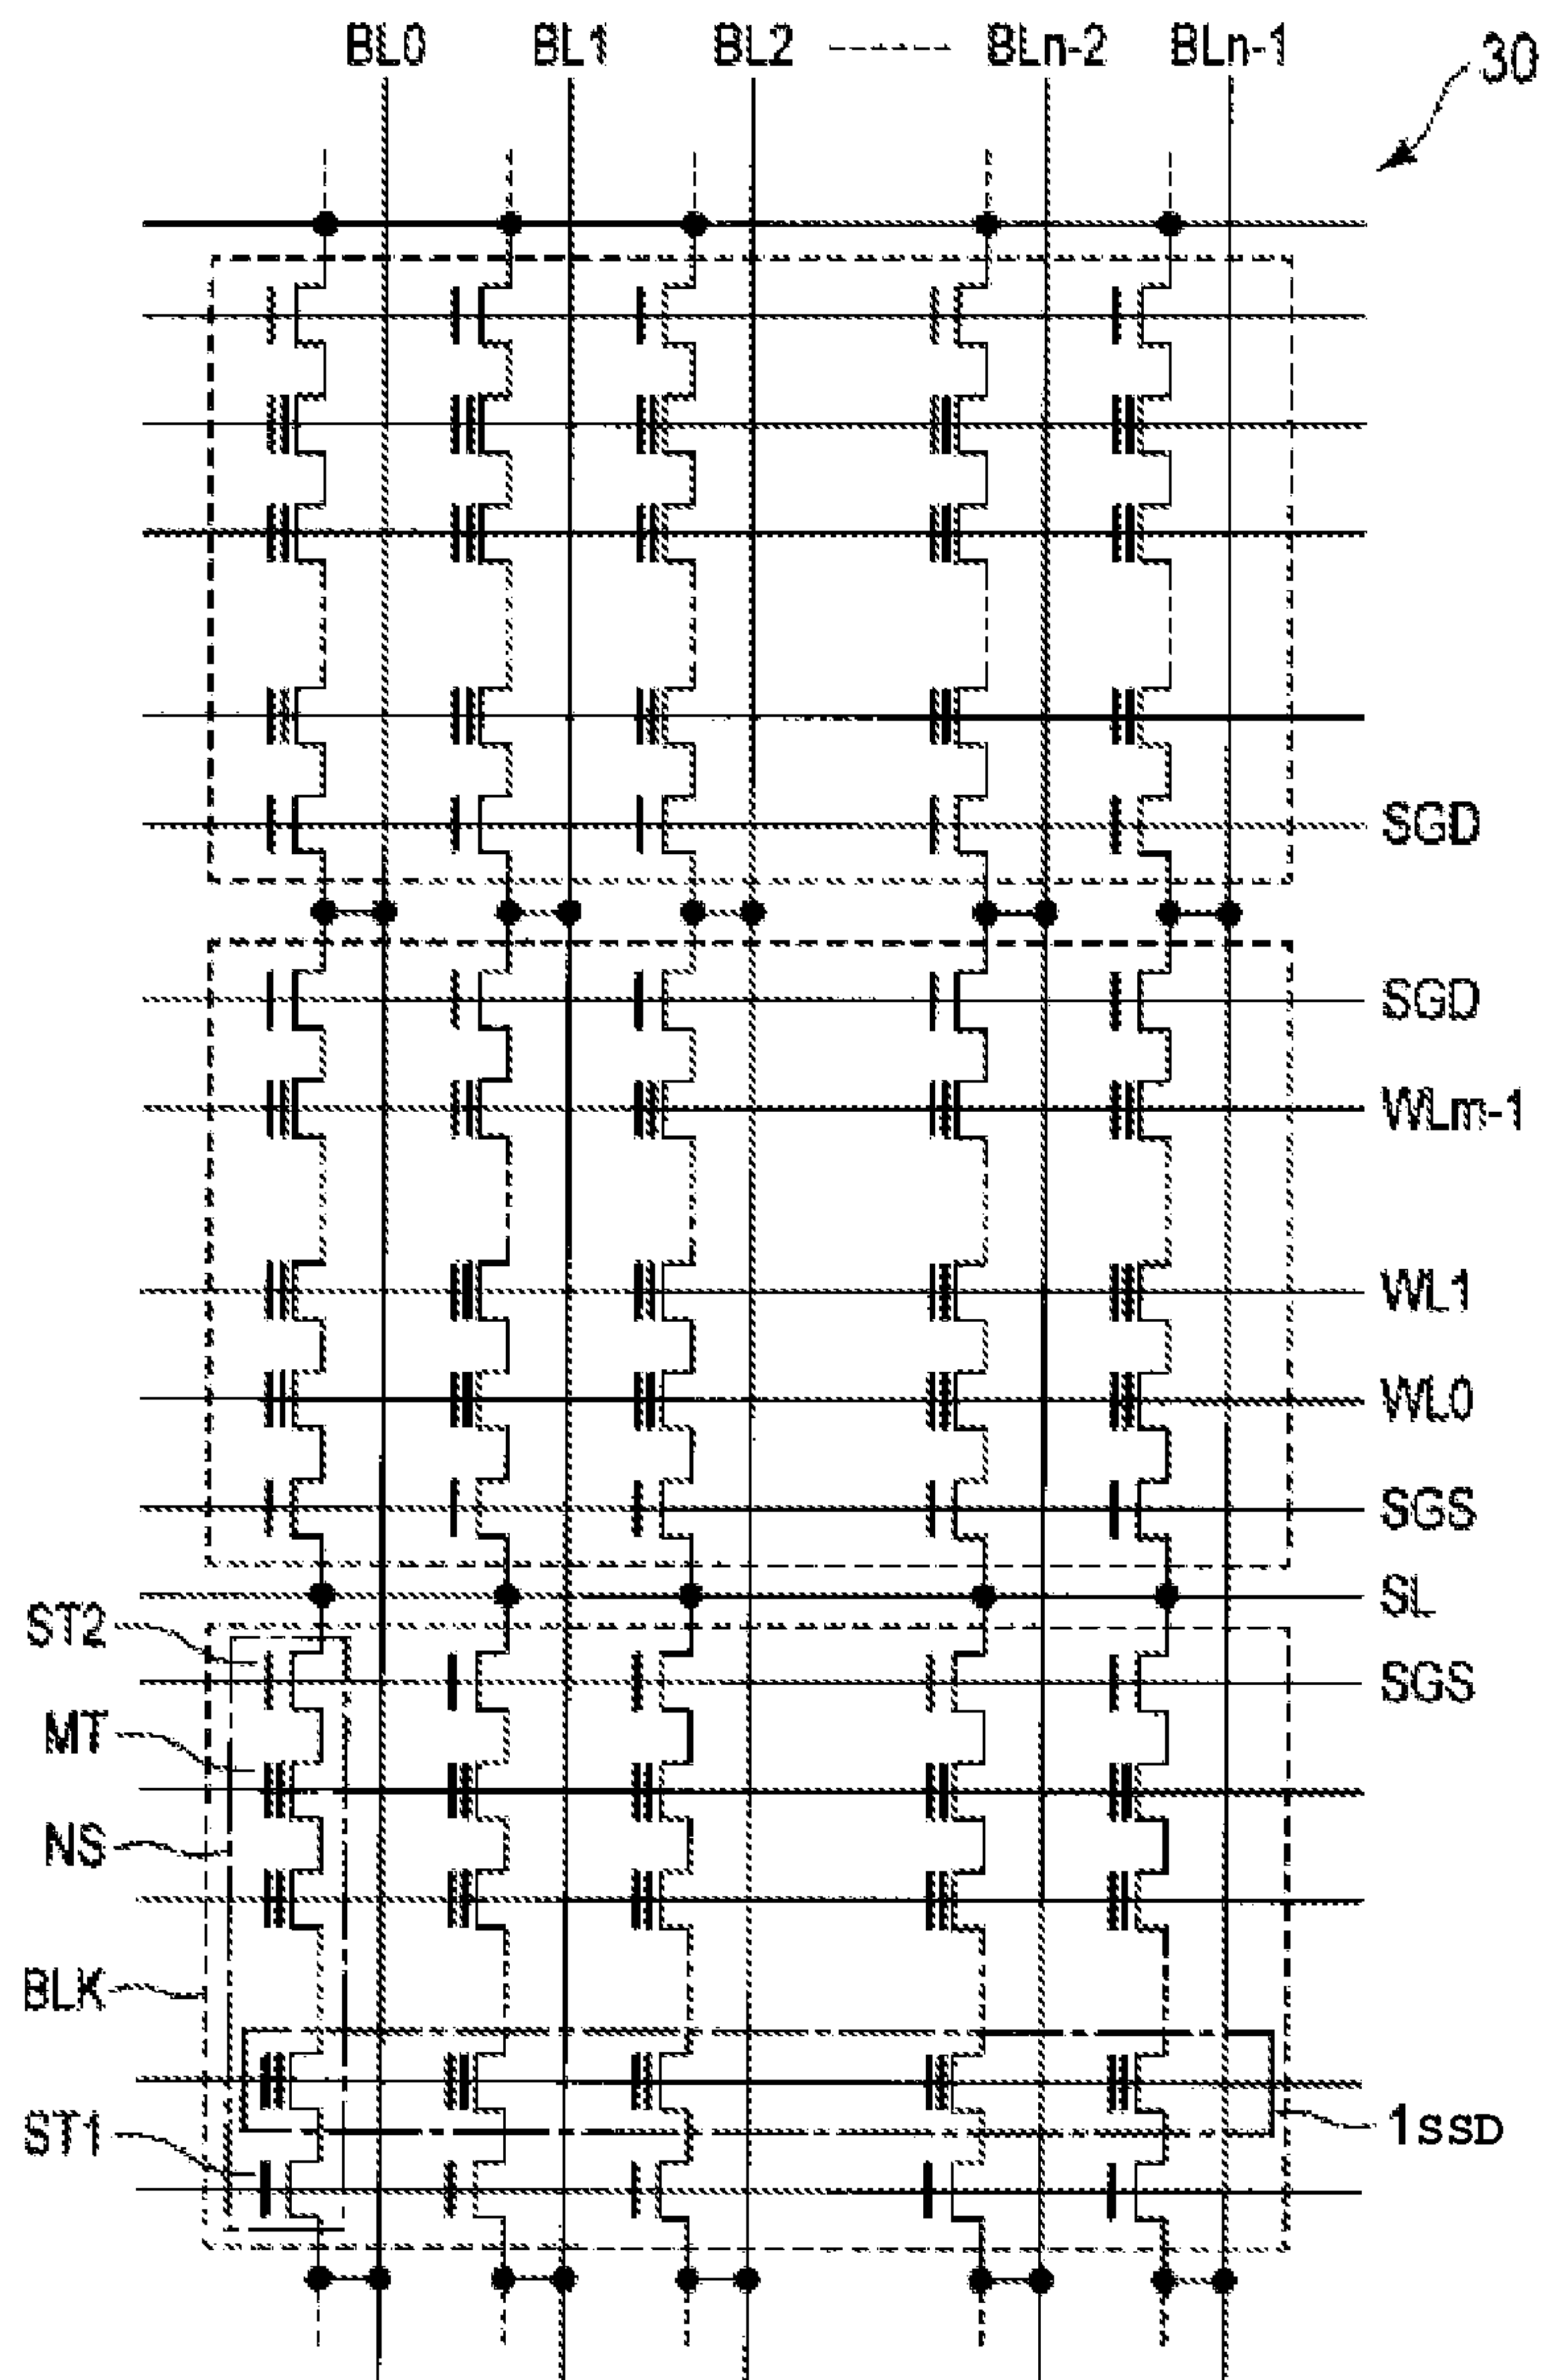 BL0 BL1 BL2 BLn-2 BLn-1
30
SGD
SGD
WLm-1
WL1
WL0
SGS
SL
ST2
SGS
MT
NS
BLK
1SSD
ST1